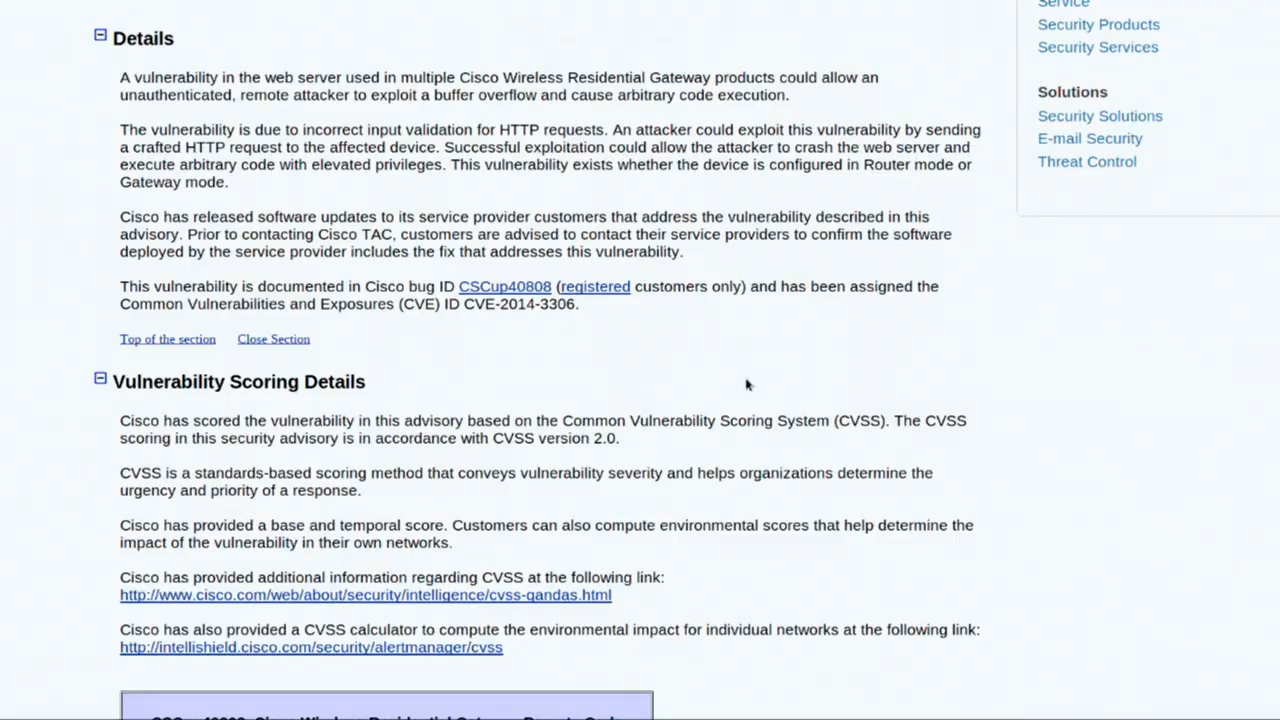 Details
A vulnerability in the web server used in multiple Cisco Wireless Residential Gateway products could allow an
unauthenticated, remote attacker to exploit a buffer overflow and cause arbitrary code execution.
The vulnerability is due to incorrect input validation for HTTP requests. An attacker could exploit this vulnerability by sending
a crafted HTTP request to the affected device. Successful exploitation could allow the attacker to crash the web server and
execute arbitrary code with elevated privileges. This vulnerability exists whether the device is configured in Router mode or
Gateway mode.
Cisco has released software updates to its service provider customers that address the vulnerability described in this
advisory. Prior to contacting Cisco TAC, customers are advised to contact their service providers to confirm the software
deployed by the service provider includes the fix that addresses this vulnerability.
This vulnerability is documented in Cisco bug ID CSCup40808 (registered customers only) and has been assigned the
Common Vulnerabilities and Exposures (CVE) ID CVE-2014-3306.
Top of the section Close Section
Vulnerability Scoring Details
Cisco has scored the vulnerability in this advisory based on the Common Vulnerability Scoring System (CVSS). The CVSS
scoring in this security advisory is in accordance with CVSS version 2.0.
CVSS is a standards-based scoring method that conveys vulnerability severity and helps organizations determine the
urgency and priority of a response.
Cisco has provided a base and temporal score. Customers can also compute environmental scores that help determine the
impact of the vulnerability in their own networks.
Cisco has provided additional information regarding CVSS at the following link:
http://www.cisco.com/web/about/security/intelligence/cvss-qandas.html
Cisco has also provided a CVSS calculator to compute the environmental impact for individual networks at the following link:
http://intellishield.cisco.com/security/alertmanager/cvss
Service
Security Products
Security Services
Solutions
Security Solutions
E-mail Security
Threat Control